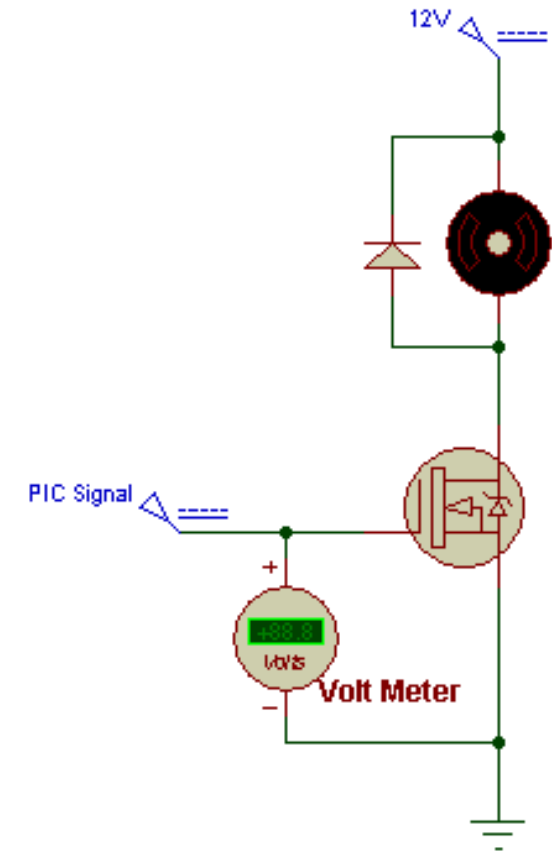 12V
PIC Signal
+
+88.8
Volts
Volt Meter
−